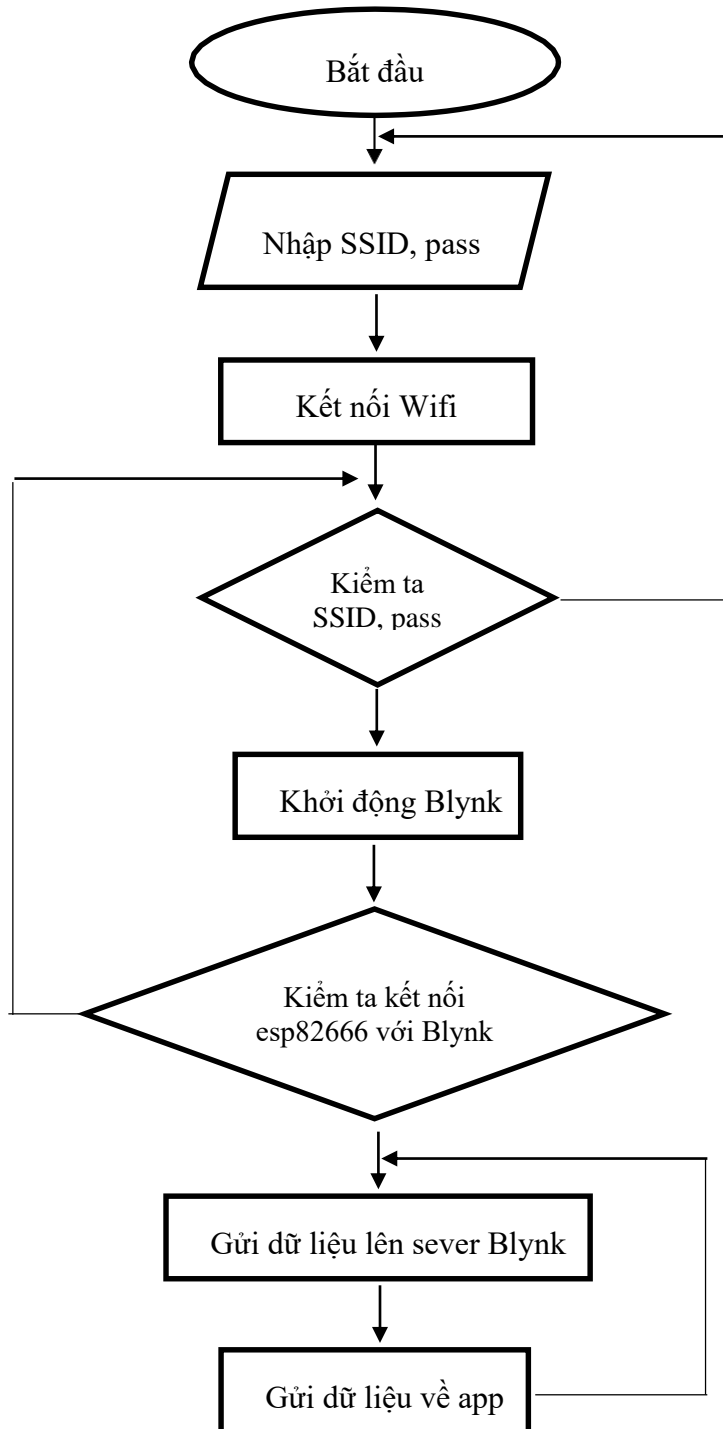 Bắt đầu
Nhập SSID, pass
Kết nối Wifi
Kiểm ta
SSID, pass
Khởi động Blynk
Kiểm ta kết nối
esp82666 với Blynk
Gửi dữ liệu lên sever Blynk
Gửi dữ liệu về app